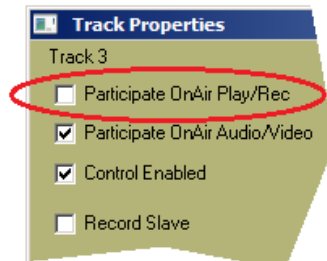 Track Properties
Track 3
Participate OnAir Play/Rec
Participate OnAir Audio/Video
Control Enabled
Record Slave